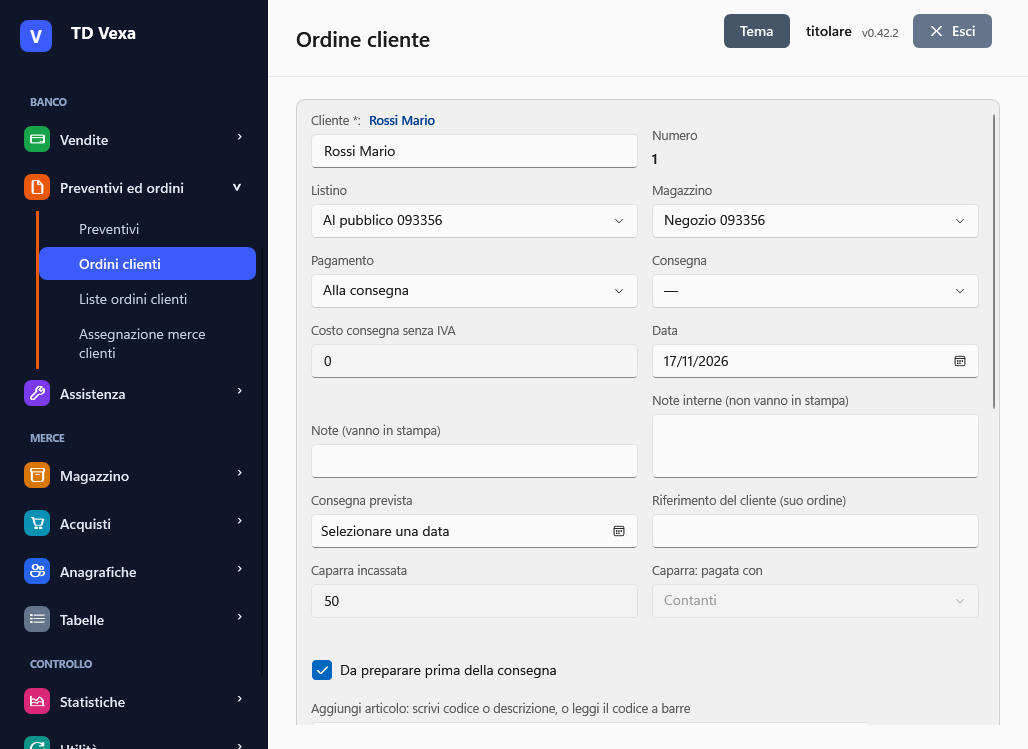 V
TD Vexa
BANCO
Vendite
Preventivi ed ordini
Preventivi
Ordini clienti
Liste ordini clienti
Assegnazione merce
clienti
Assistenza
MERCE
Magazzino
Acquisti
Anagrafiche
Tabelle
CONTROLLO
Statistiche
Utilità
Ordine cliente
Tema
titolare
v0.42.2
Esci
Cliente *: Rossi Mario
Rossi Mario
Numero
1
Listino
Al pubblico 093356
Magazzino
Negozio 093356
Pagamento
Alla consegna
Consegna
—
Costo consegna senza IVA
0
Data
17/11/2026
Note (vanno in stampa)
Note interne (non vanno in stampa)
Consegna prevista
Selezionare una data
Riferimento del cliente (suo ordine)
Caparra incassata
50
Caparra: pagata con
Contanti
Da preparare prima della consegna
Aggiungi articolo: scrivi codice o descrizione, o leggi il codice a barre